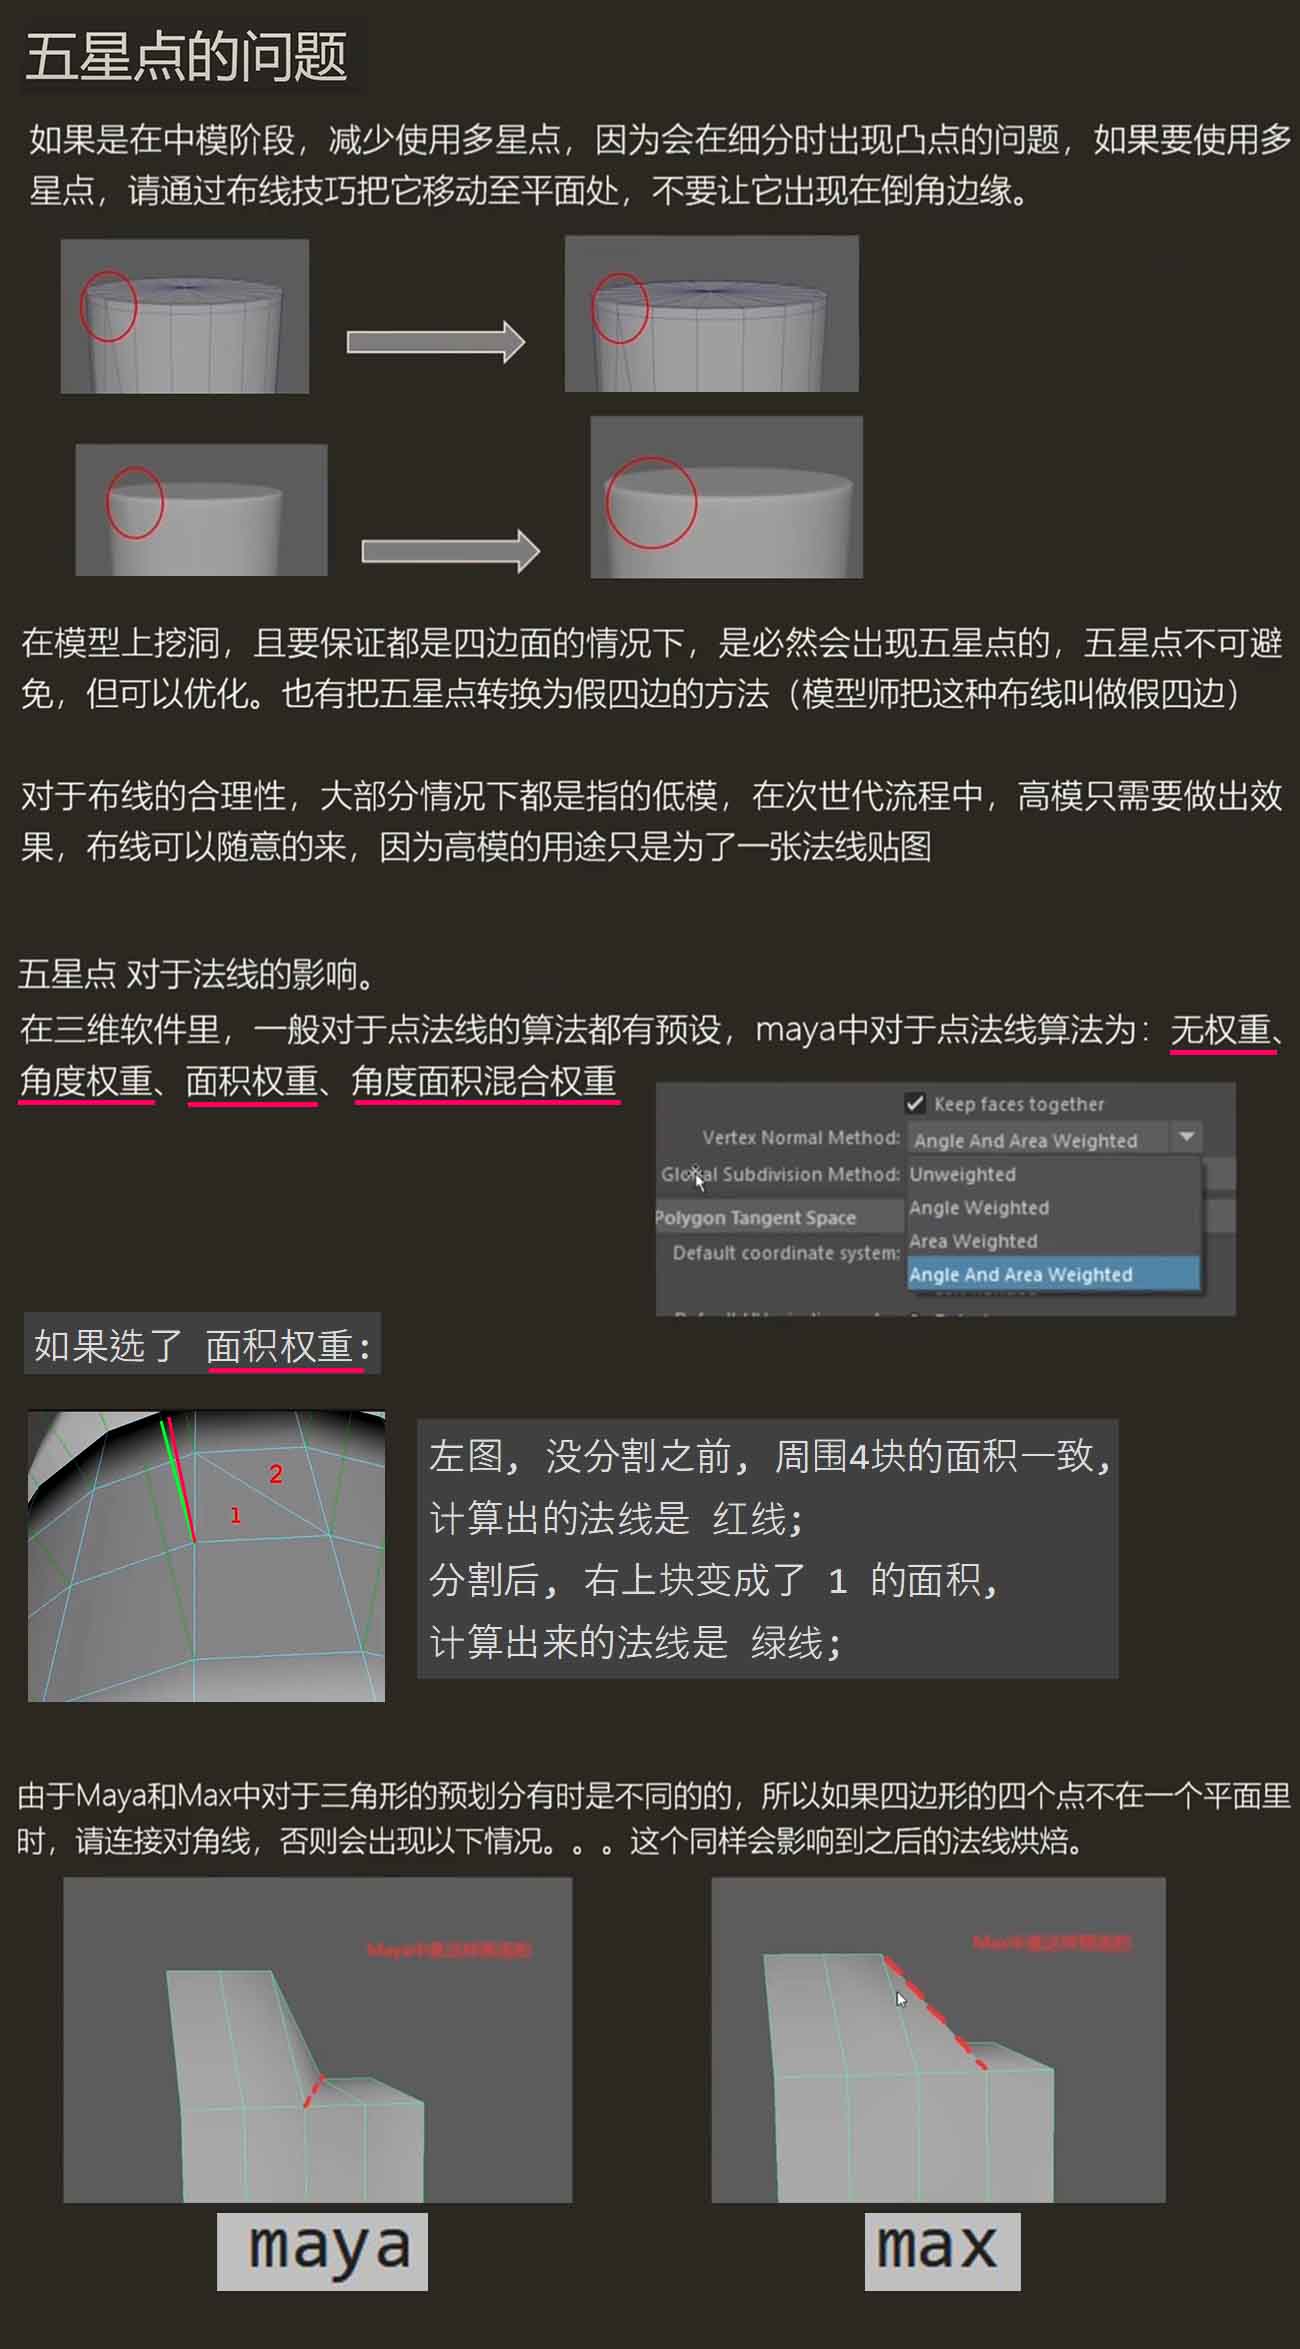 五星点的问题
如果是在中模阶段，减少使用多星点，因为会在细分时出现凸点的问题，如果要使用多
星点，请通过布线技巧把它移动至平面处，不要让它出现在倒角边缘。
在模型上挖洞，且要保证都是四边面的情况下，是必然会出现五星点的，五星点不可避
免，但可以优化。也有把五星点转换为假四边的方法（模型师把这种布线叫做假四边）
对于布线的合理性，大部分情况下都是指的低模，在次世代流程中，高模只需要做出效
果，布线可以随意的来，因为高模的用途只是为了一张法线贴图
五星点 对于法线的影响。
在三维软件里，一般对于点法线的算法都有预设，maya中对于点法线算法为：无权重、
角度权重、面积权重、角度面积混合权重
Keep faces together
Vertex Normal Method: Angle And Area Weighted
Global Subdivision Method: Unweighted
Angle Weighted
Polygon Tangent Space
Area Weighted
Default coordinate system:
Angle And Area Weighted
如果选了 面积权重：
2
1
左图，没分割之前，周围4块的面积一致，
计算出的法线是 红线；
分割后，右上块变成了 1 的面积，
计算出来的法线是 绿线；
由于Maya和Max中对于三角形的预划分有时是不同的的，所以如果四边形的四个点不在一个平面里
时，请连接对角线，否则会出现以下情况。。。这个同样会影响到之后的法线烘焙。
maya
max